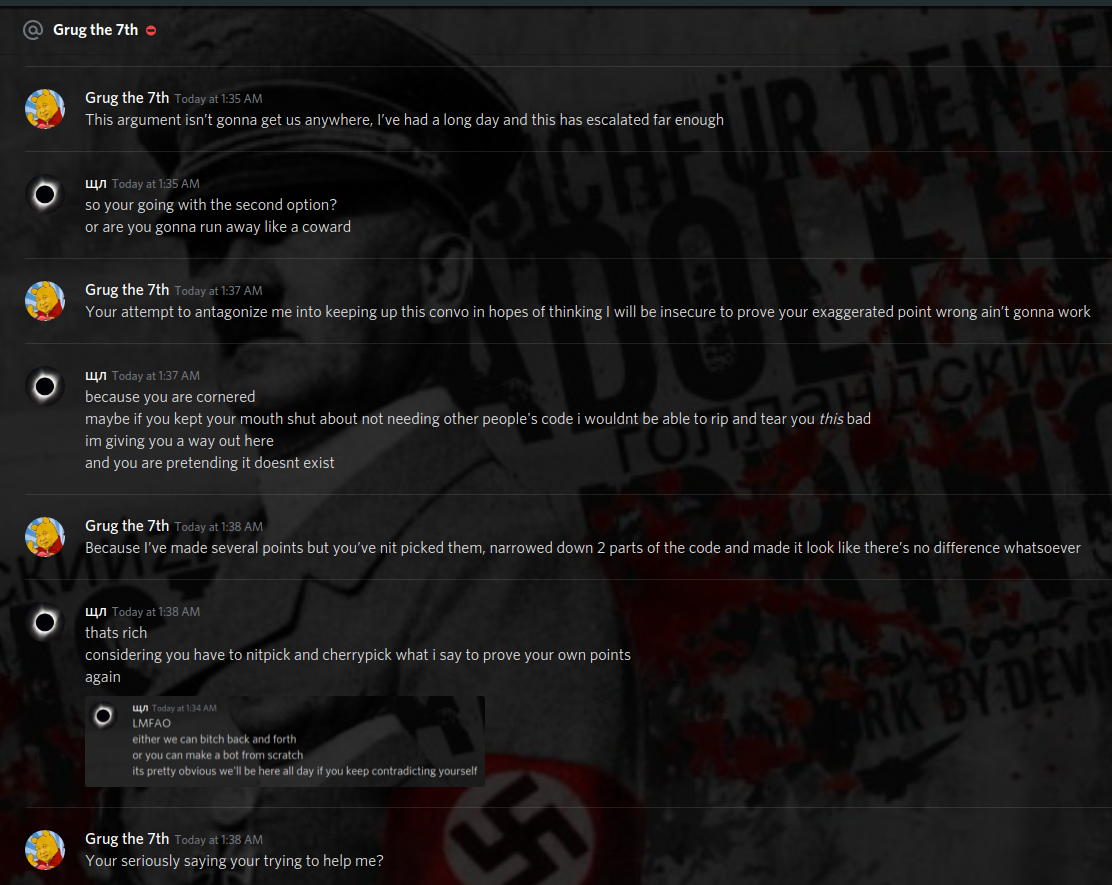 @ Grug the 7th
Grug the 7th Today at 1:35 AM
This argument isn't gonna get us anywhere, I've had a long day and this has escalated far enough
щл Today at 1:35 AM
so your going with the second option?
or are you gonna run away like a coward
Grug the 7th Today at 1:37 AM
Your attempt to antagonize me into keeping up this convo in hopes of thinking I will be insecure to prove your exaggerated point wrong ain't gonna work
щл Today at 1:37 AM
because you are cornered
maybe if you kept your mouth shut about not needing other people's code i wouldnt be able to rip and tear you this bad
im giving you a way out here
and you are pretending it doesnt exist
Grug the 7th Today at 1:38 AM
Because I've made several points but you've nit picked them, narrowed down 2 parts of the code and made it look like there's no difference whatsoever
щл Today at 1:38 AM
thats rich
considering you have to nitpick and cherrypick what i say to prove your own points
again
щл Today at 1:34 AM
LMFAO
either we can bitch back and forth
or you can make a bot from scratch
its pretty obvious we'll be here all day if you keep contradicting yourself
Grug the 7th Today at 1:38 AM
Your seriously saying your trying to help me?
ICH FÜR DEN
ADOLF
ГОЛЛАНДСКИЙ
BY DEV